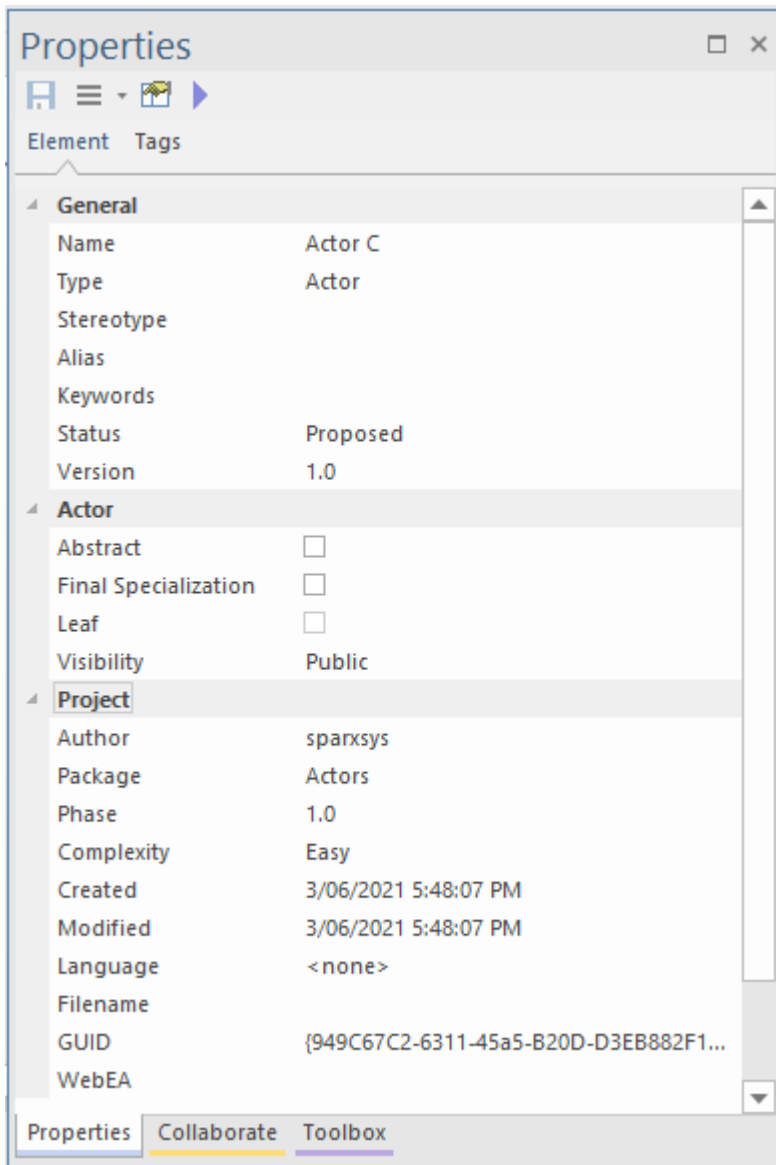 Properties
Element Tags
General
Name Actor C
Type Actor
Stereotype
Alias
Keywords
Status Proposed
Version 1.0
Actor
Abstract
Final Specialization
Leaf
Visibility Public
Project
Author sparxsys
Package Actors
Phase 1.0
Complexity Easy
Created 3/06/2021 5:48:07 PM
Modified 3/06/2021 5:48:07 PM
Language <none>
Filename
GUID {949C67C2-6311-45a5-B20D-D3EB882F1...
WebEA
Properties Collaborate Toolbox